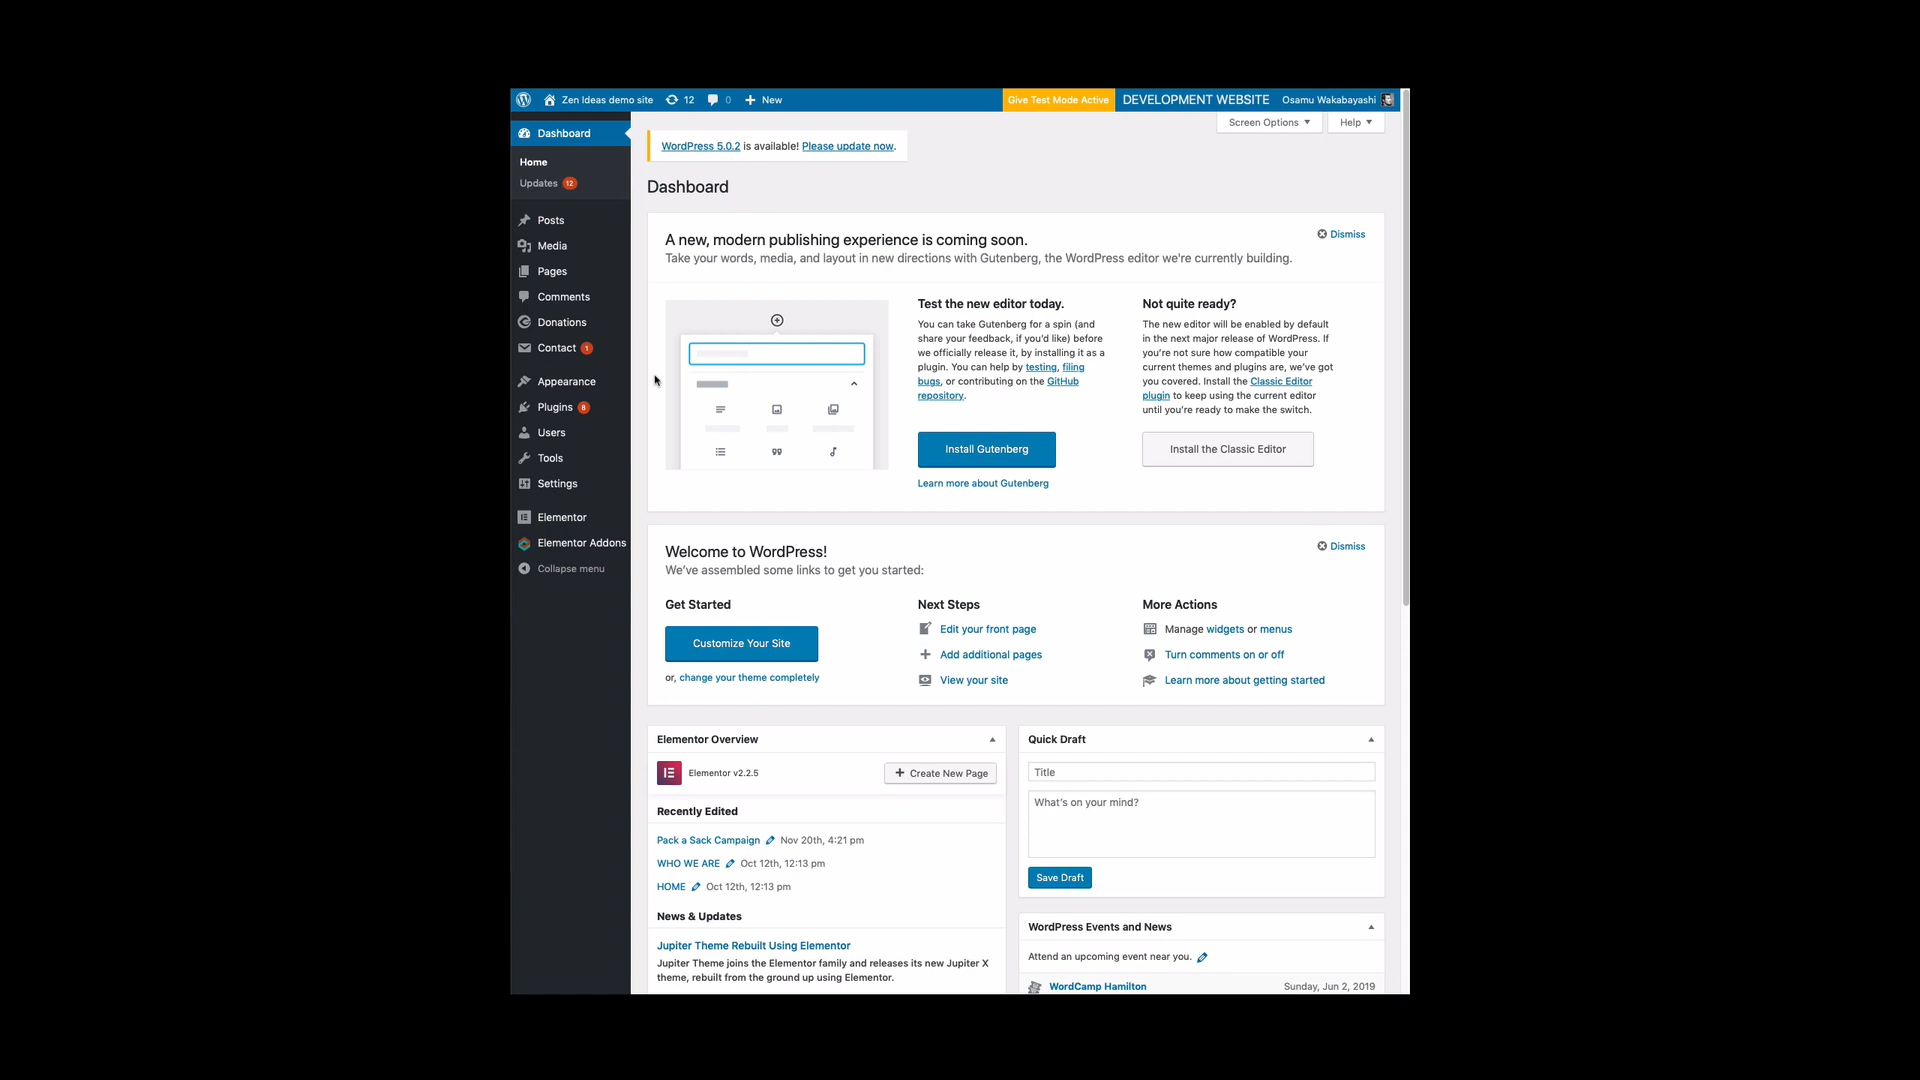 Zen Ideas demo site 12 0 New Give Test Mode Active DEVELOPMENT WEBSITE Osamu Wakabayashi
Screen Options Help
Dashboard
Home
Updates 12
Posts
Media
Pages
Comments
Donations
Contact 1
Appearance
Plugins 8
Users
Tools
Settings
Elementor
Elementor Addons
Collapse menu
WordPress 5.0.2 is available! Please update now.
Dashboard
A new, modern publishing experience is coming soon.
Dismiss
Take your words, media, and layout in new directions with Gutenberg, the WordPress editor we're currently building.
Test the new editor today.
You can take Gutenberg for a spin (and
share your feedback, if you'd like) before
we officially release it, by installing it as a
plugin. You can help by testing, filing
bugs, or contributing on the GitHub
repository.
Install Gutenberg
Learn more about Gutenberg
Not quite ready?
The new editor will be enabled by default
in the next major release of WordPress. If
you're not sure how compatible your
current themes and plugins are, we've got
you covered. Install the Classic Editor
plugin to keep using the current editor
until you're ready to make the switch.
Install the Classic Editor
Welcome to WordPress!
Dismiss
We've assembled some links to get you started:
Get Started
Customize Your Site
or, change your theme completely
Next Steps
Edit your front page
Add additional pages
View your site
More Actions
Manage widgets or menus
Turn comments on or off
Learn more about getting started
Elementor Overview
Elementor v2.2.5
Create New Page
Recently Edited
Pack a Sack Campaign Nov 20th, 4:21 pm
WHO WE ARE Oct 12th, 12:13 pm
HOME Oct 12th, 12:13 pm
News & Updates
Jupiter Theme Rebuilt Using Elementor
Jupiter Theme joins the Elementor family and releases its new Jupiter X
theme, rebuilt from the ground up using Elementor.
Quick Draft
Title
What's on your mind?
Save Draft
WordPress Events and News
Attend an upcoming event near you.
WordCamp Hamilton Sunday, Jun 2, 2019